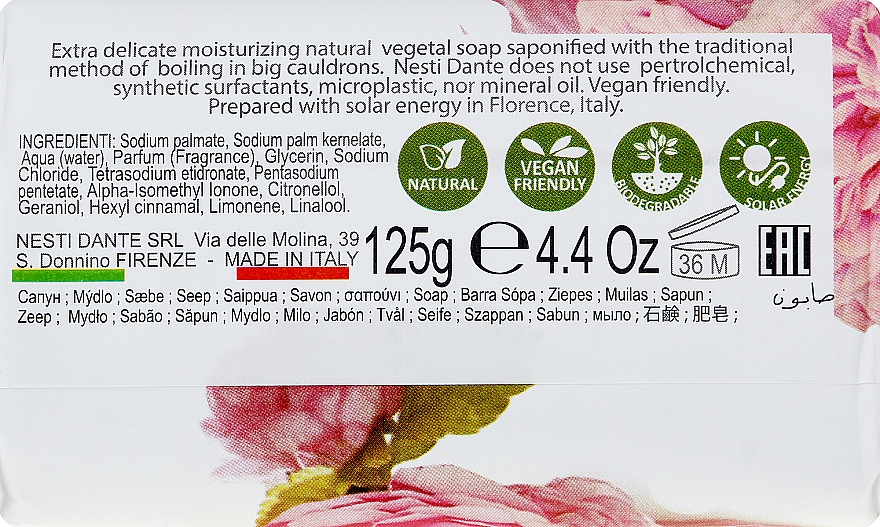 Extra delicate moisturizing natural vegetal soap saponified with the traditional
method of boiling in big cauldrons. Nesti Dante does not use pertrolchemical,
synthetic surfactants, microplastic, nor mineral oil. Vegan friendly.
Prepared with solar energy in Florence, Italy.
INGREDIENTI: Sodium palmate, Sodium palm kernelate,
Aqua (water), Parfum (Fragrance), Glycerin, Sodium
Chloride, Tetrasodium etidronate, Pentasodium
pentetate, Alpha-Isomethyl Ionone, Citronellol,
Geraniol, Hexyl cinnamal, Limonene, Linalool.
NATURAL
VEGAN
FRIENDLY
BIODEGRADABLE
SOLAR ENERGY
NESTI DANTE SRL Via delle Molina, 39
S. Donnino FIRENZE - MADE IN ITALY
125g e 4.4 Oz
36 M
EAC
Сапун ; Mýdlo ; Sæbe ; Seep ; Saippua ; Savon ; σαπούνι ; Soap ; Barra Sópa ; Ziepes ; Muilas ; Sapun ;
صابون
Zeep ; Mydło ; Sabão ; Săpun ; Mydlo ; Milo ; Jabón ; Tvål ; Seife ; Szappan ; Sabun ; мыло ; 石鹸 ; 肥皂 ;